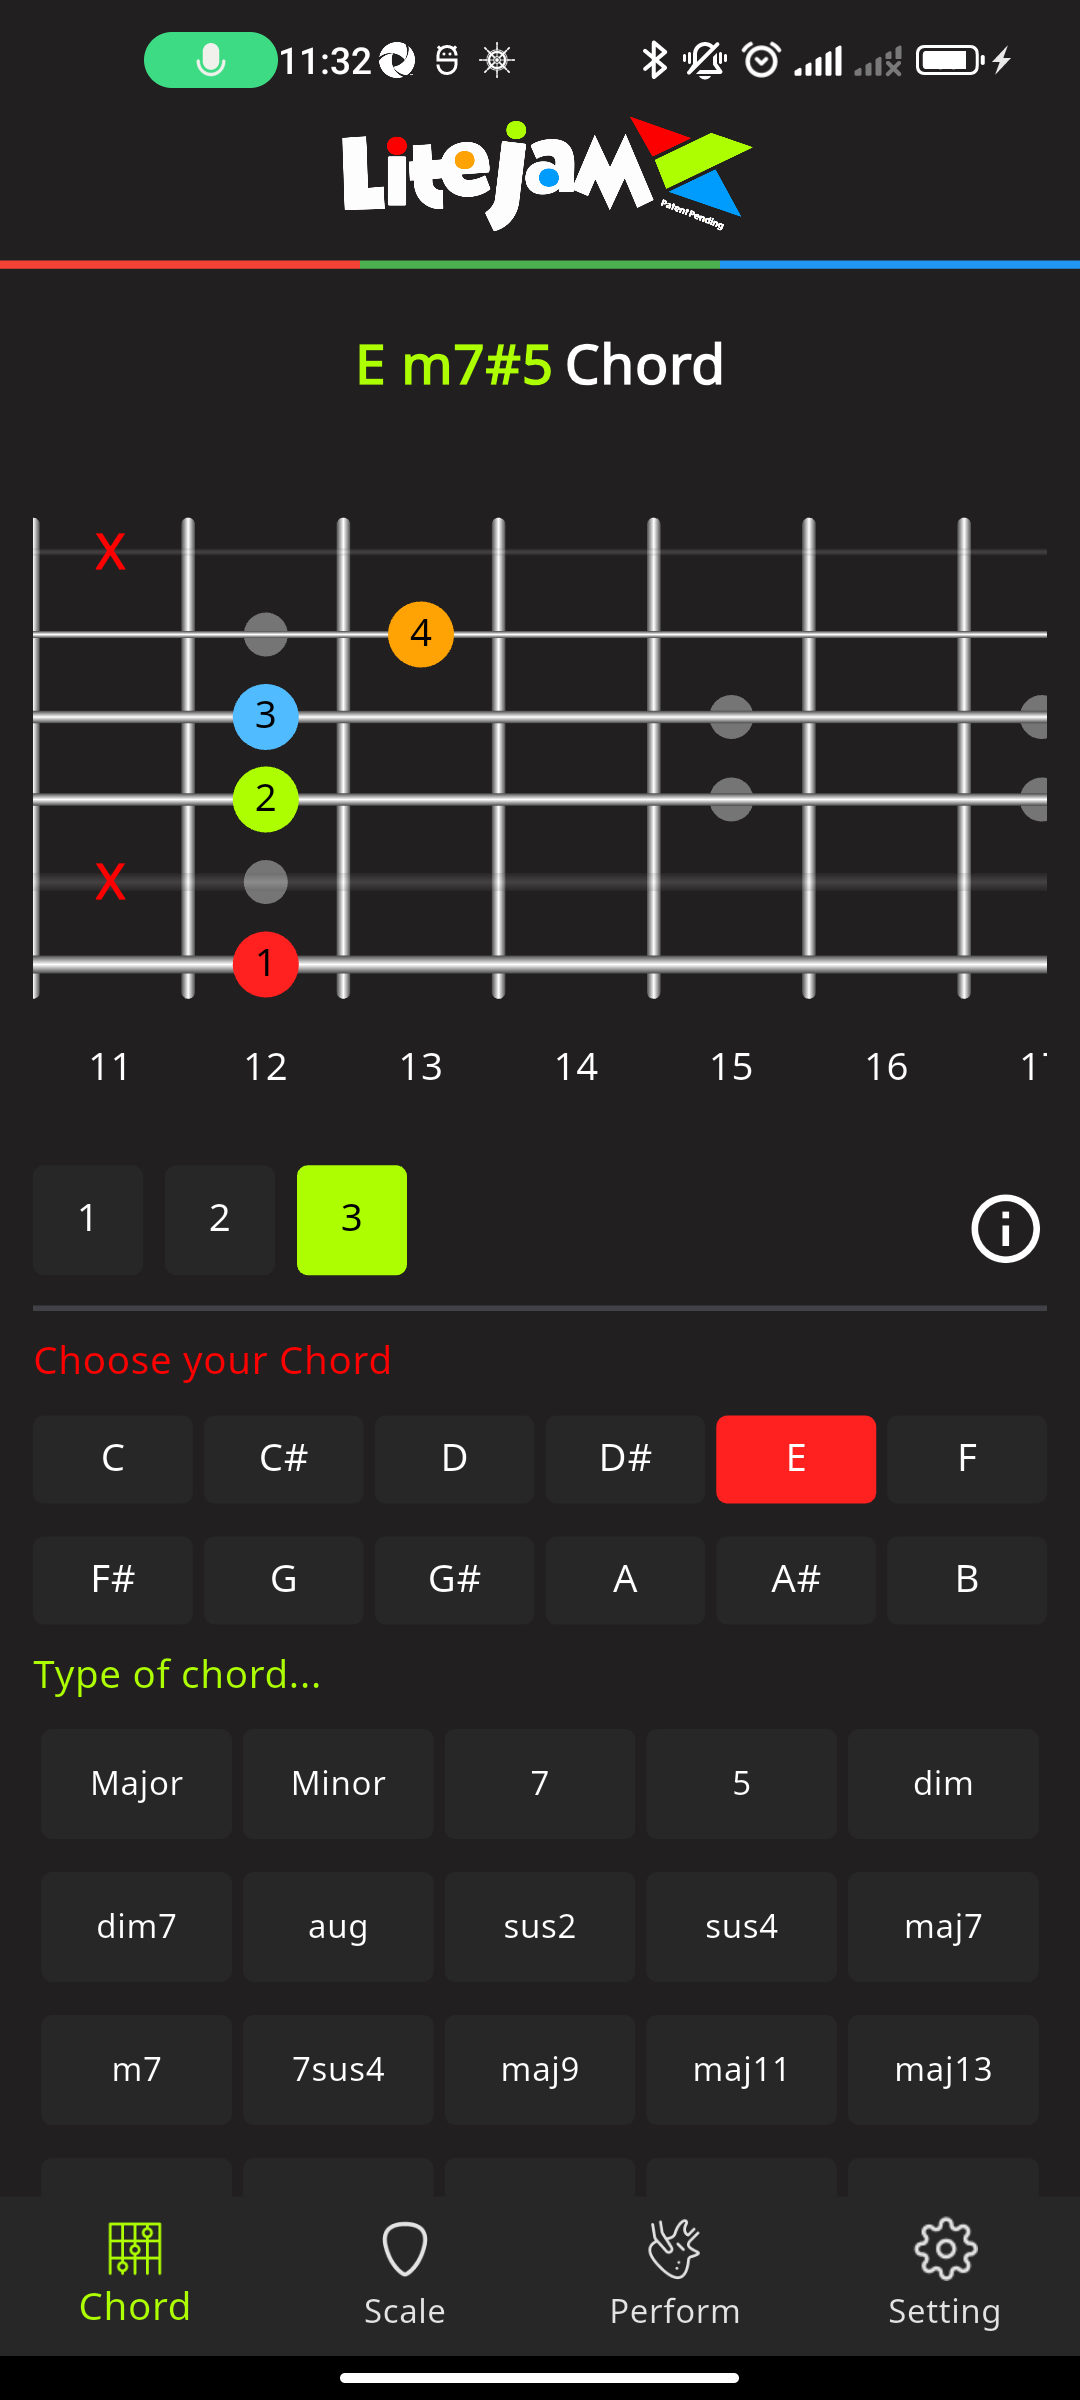 11:32
Litejam
Patent Pending
E m7#5 Chord
X
4
3
2
X
1
11 12 13 14 15 16
1 2 3
Choose your Chord
C C# D D# E F
F# G G# A A# B
Type of chord...
Major Minor 7 5 dim
dim7 aug sus2 sus4 maj7
m7 7sus4 maj9 maj11 maj13
Chord Scale Perform Setting